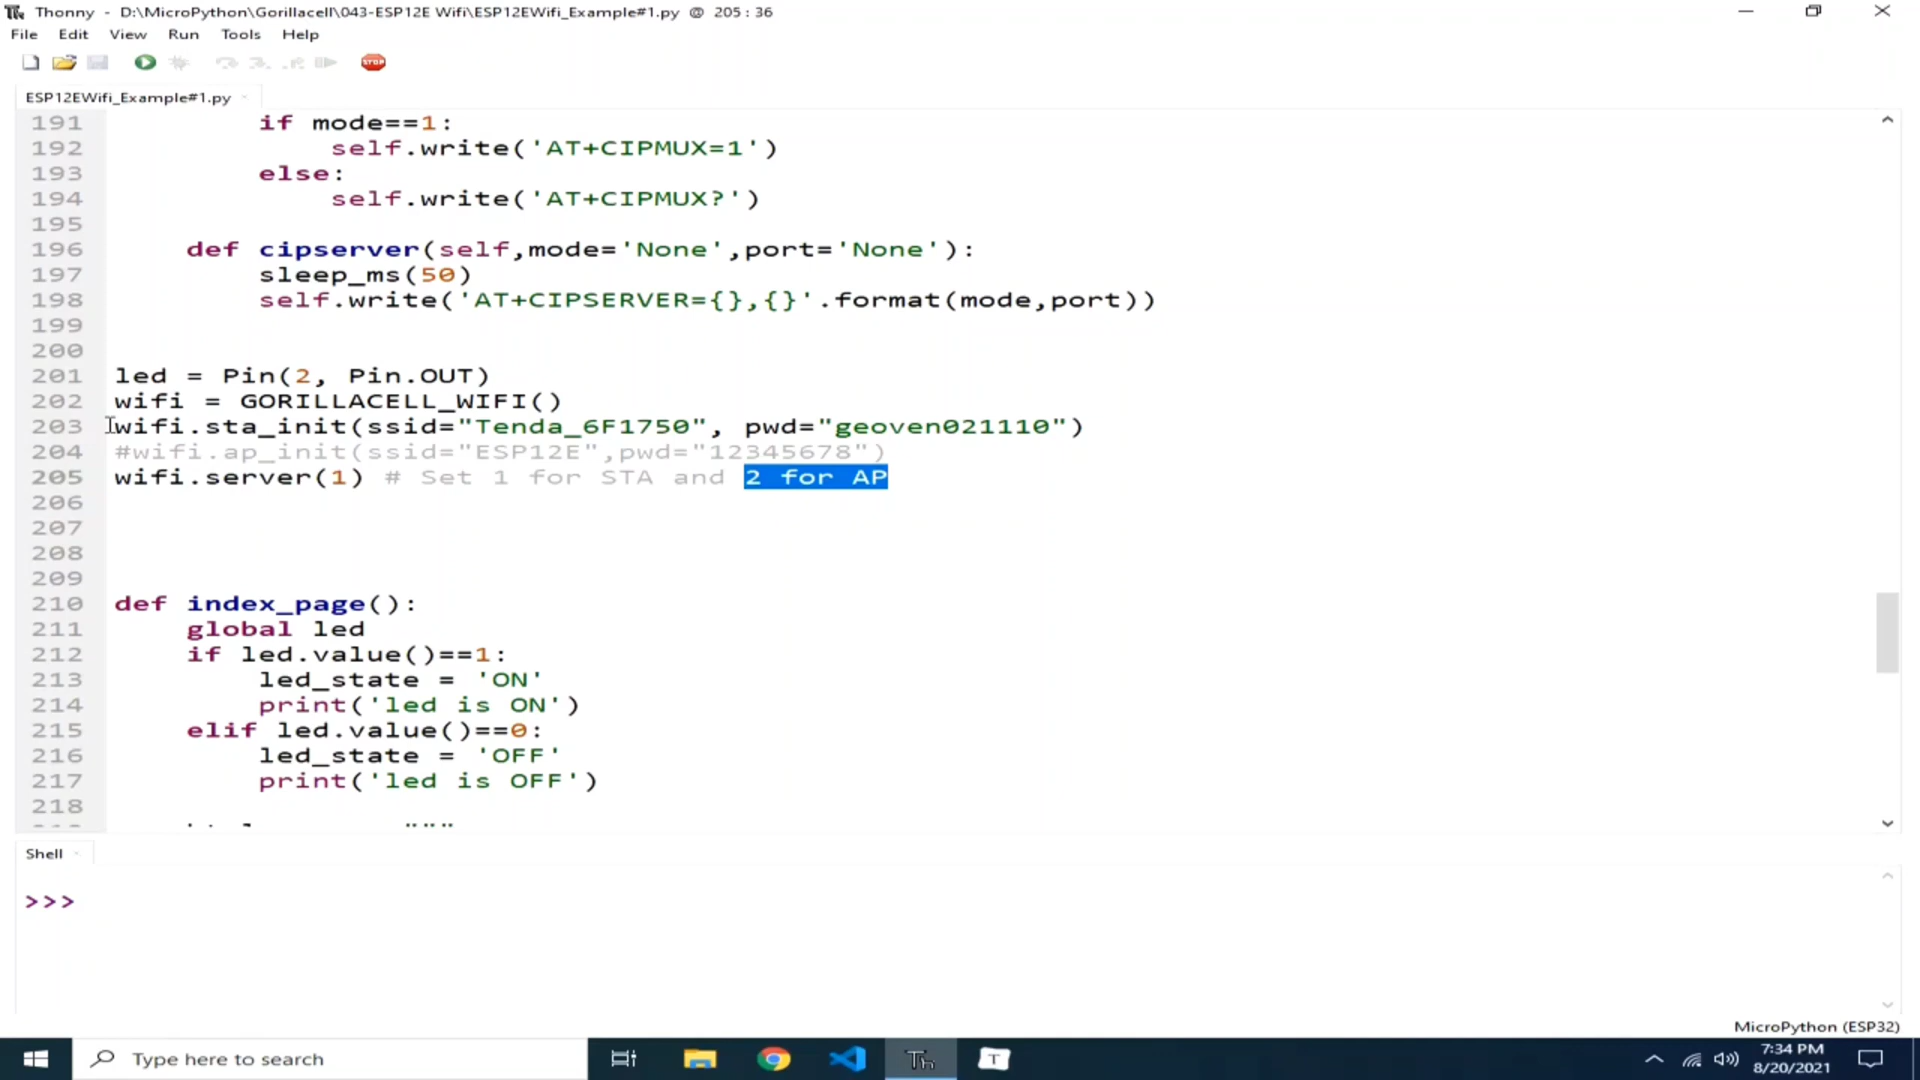 Thonny - D:\MicroPython\Gorillacell\043-ESP12E Wifi\ESP12EWifi_Example#1.py @ 205 : 36
File Edit View Run Tools Help
STOP
ESP12EWifi_Example#1.py
191 if mode==1:
192 self.write('AT+CIPMUX=1')
193 else:
194 self.write('AT+CIPMUX?')
195
196 def cipserver(self,mode='None',port='None'):
197 sleep_ms(50)
198 self.write('AT+CIPSERVER={},{}'.format(mode,port))
199
200
201 led = Pin(2, Pin.OUT)
202 wifi = GORILLACELL_WIFI()
203 wifi.sta_init(ssid="Tenda_6F1750", pwd="geoven021110")
204 #wifi.ap_init(ssid="ESP12E",pwd="12345678")
205 wifi.server(1) # Set 1 for STA and 2 for AP
206
207
208
209
210 def index_page():
211 global led
212 if led.value()==1:
213 led_state = 'ON'
214 print('led is ON')
215 elif led.value()==0:
216 led_state = 'OFF'
217 print('led is OFF')
218
Shell
>>>
MicroPython (ESP32)
Type here to search
7:34 PM
8/20/2021